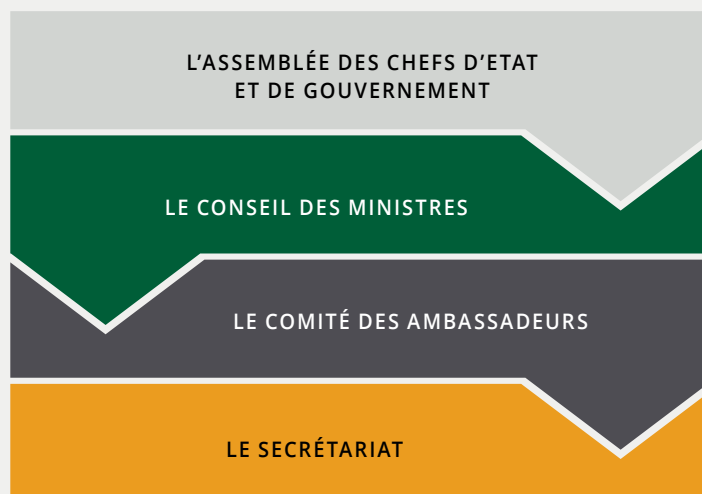 L’ASSEMBLÉE DES CHEFS D’ETAT
ET DE GOUVERNEMENT
LE CONSEIL DES MINISTRES
LE COMITÉ DES AMBASSADEURS
LE SECRÉTARIAT